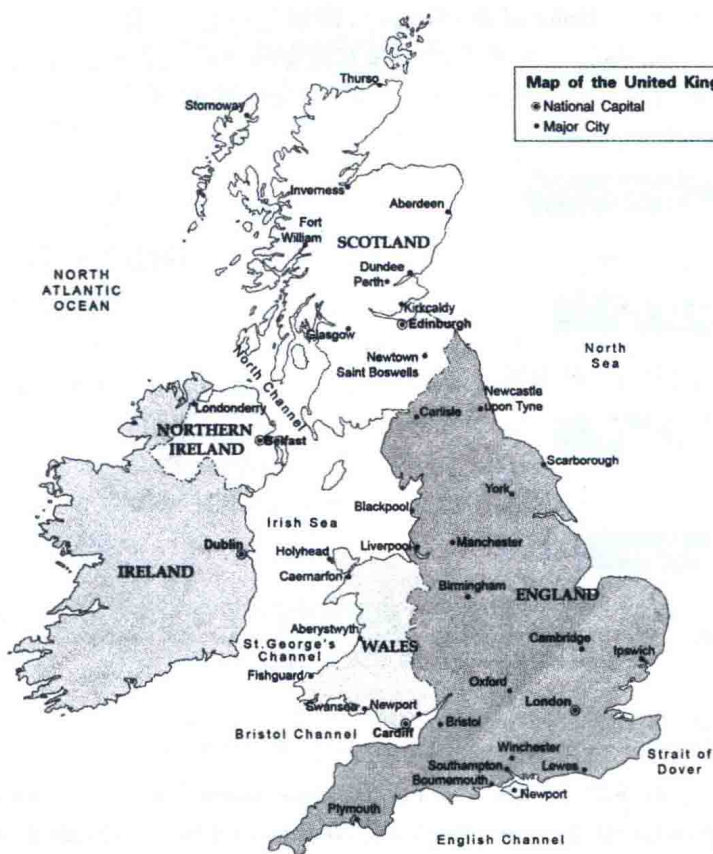 Thurso
Stornoway
Map of the United King
National Capital
Major City
Inverness
Aberdeen
Fort
William
SCOTLAND
NORTH
ATLANTIC
OCEAN
Dundee
Perth
Kirkcaldy
Edinburgh
Glasgow
North
Sea
North Channel
Newtown
Saint Boswells
Newcastle
upon Tyne
Londonderry
Carlisle
NORTHERN
IRELAND
Belfast
Scarborough
York
Blackpool
Irish Sea
Dublin
Holyhead
Liverpool
Manchester
IRELAND
Caernarfon
Birmingham
ENGLAND
Aberystwyth
St.George's
Channel
WALES
Cambridge
Ipswich
Fishguard
Oxford
Swansea
Newport
London
Bristol Channel
Cardiff
Bristol
Winchester
Strait of
Dover
Southampton
Lewes
Bournemouth
Newport
Plymouth
English Channel